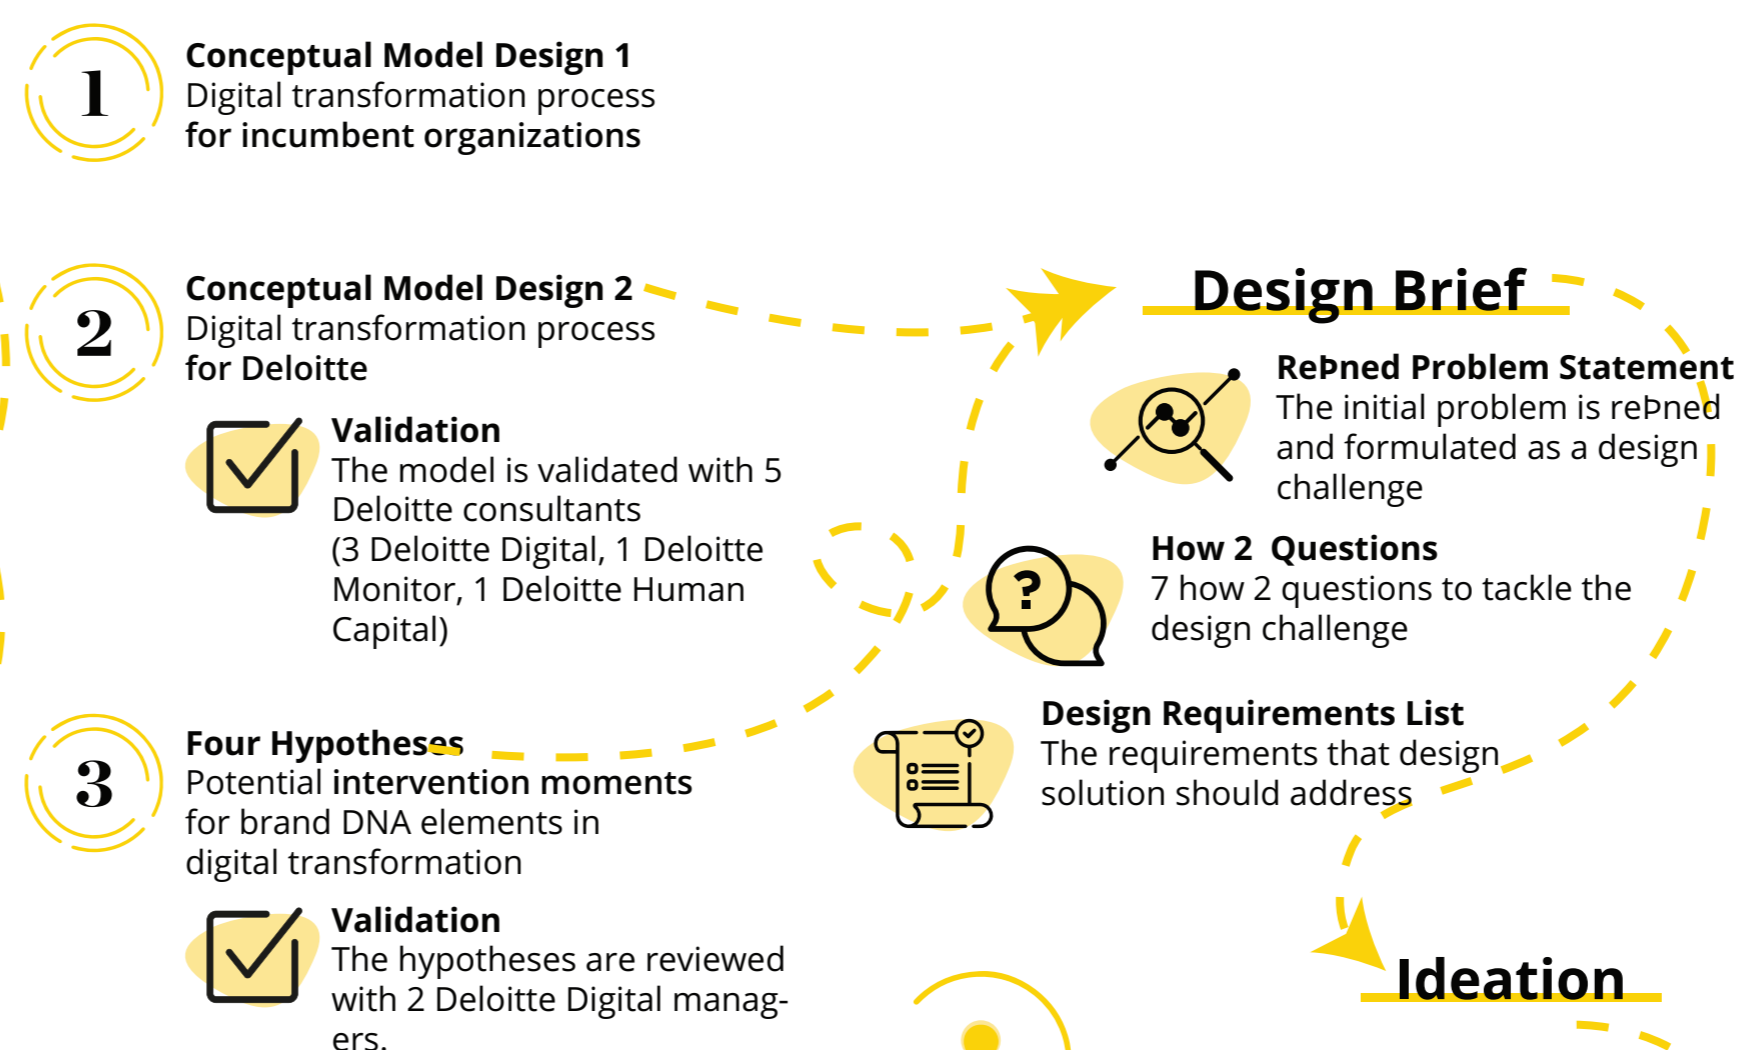 1
Conceptual Model Design 1
Digital transformation process
for incumbent organizations
2
Conceptual Model Design 2
Digital transformation process
for Deloitte
Validation
The model is validated with 5
Deloitte consultants
(3 Deloitte Digital, 1 Deloitte
Monitor, 1 Deloitte Human
Capital)
3
Four Hypotheses
Potential intervention moments
for brand DNA elements in
digital transformation
Validation
The hypotheses are reviewed
with 2 Deloitte Digital manag-
ers.
Design Brief
ReÞned Problem Statement
The initial problem is reÞned
and formulated as a design
challenge
?
How 2  Questions
7 how 2 questions to tackle the
design challenge
Design Requirements List
The requirements that design
solution should address
Ideation